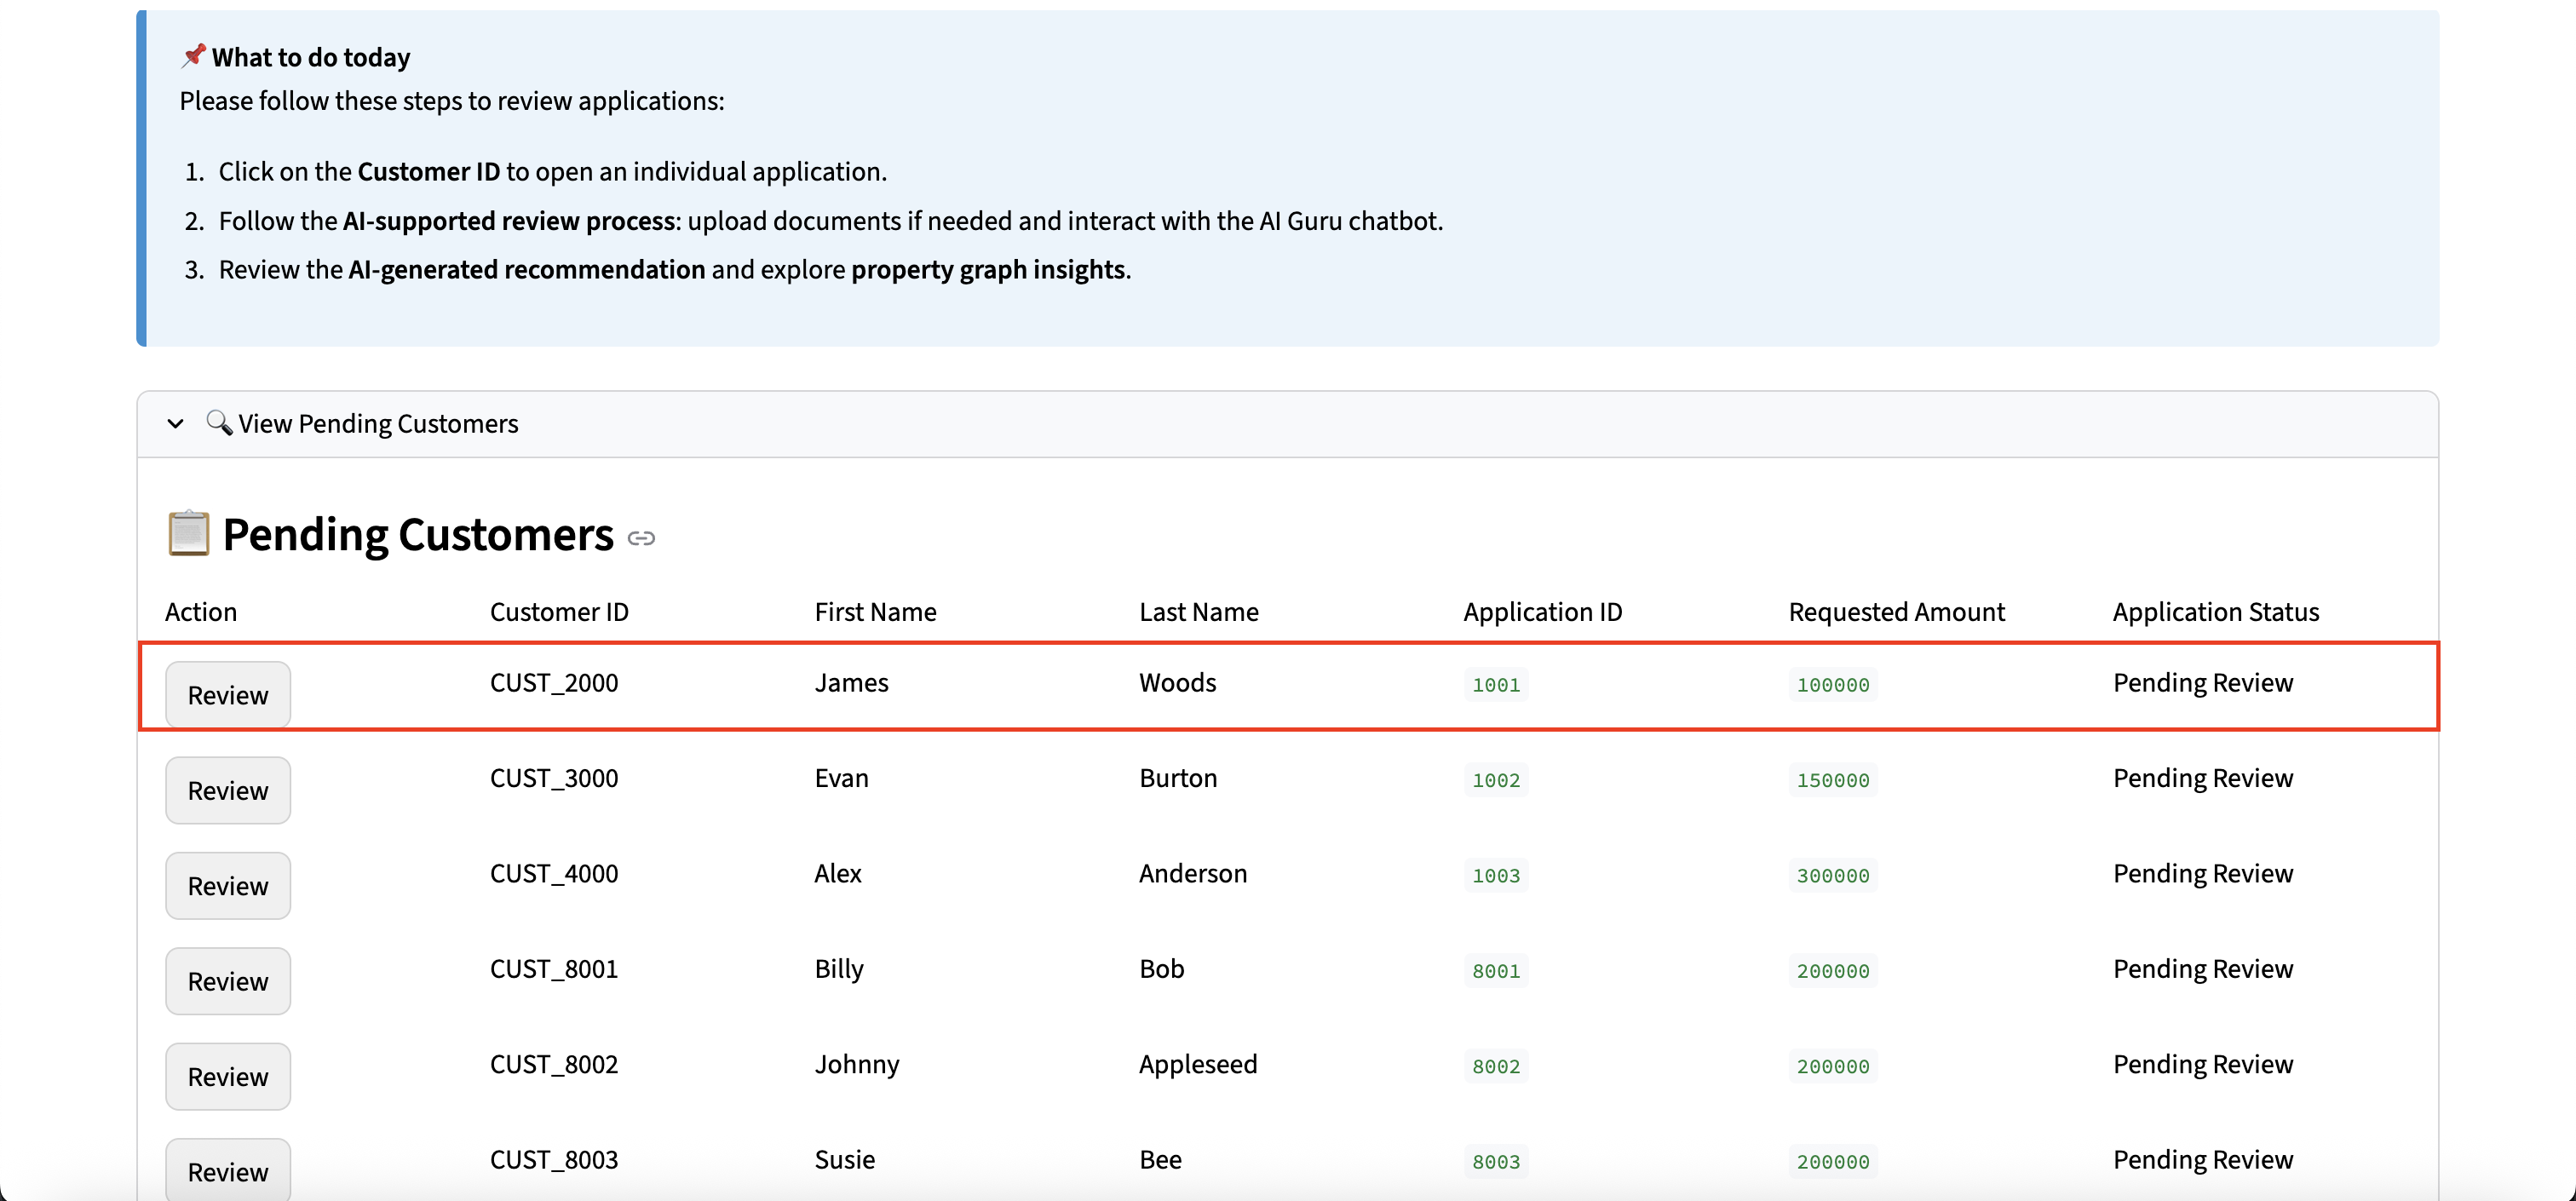 What to do today
Please follow these steps to review applications:
1. Click on the Customer ID to open an individual application.
2. Follow the AI-supported review process: upload documents if needed and interact with the AI Guru chatbot.
3. Review the AI-generated recommendation and explore property graph insights.
View Pending Customers
Pending Customers
Action Customer ID First Name Last Name Application ID Requested Amount Application Status
Review CUST_2000 James Woods 1001 100000 Pending Review
Review CUST_3000 Evan Burton 1002 150000 Pending Review
Review CUST_4000 Alex Anderson 1003 300000 Pending Review
Review CUST_8001 Billy Bob 8001 200000 Pending Review
Review CUST_8002 Johnny Appleseed 8002 200000 Pending Review
Review CUST_8003 Susie Bee 8003 200000 Pending Review